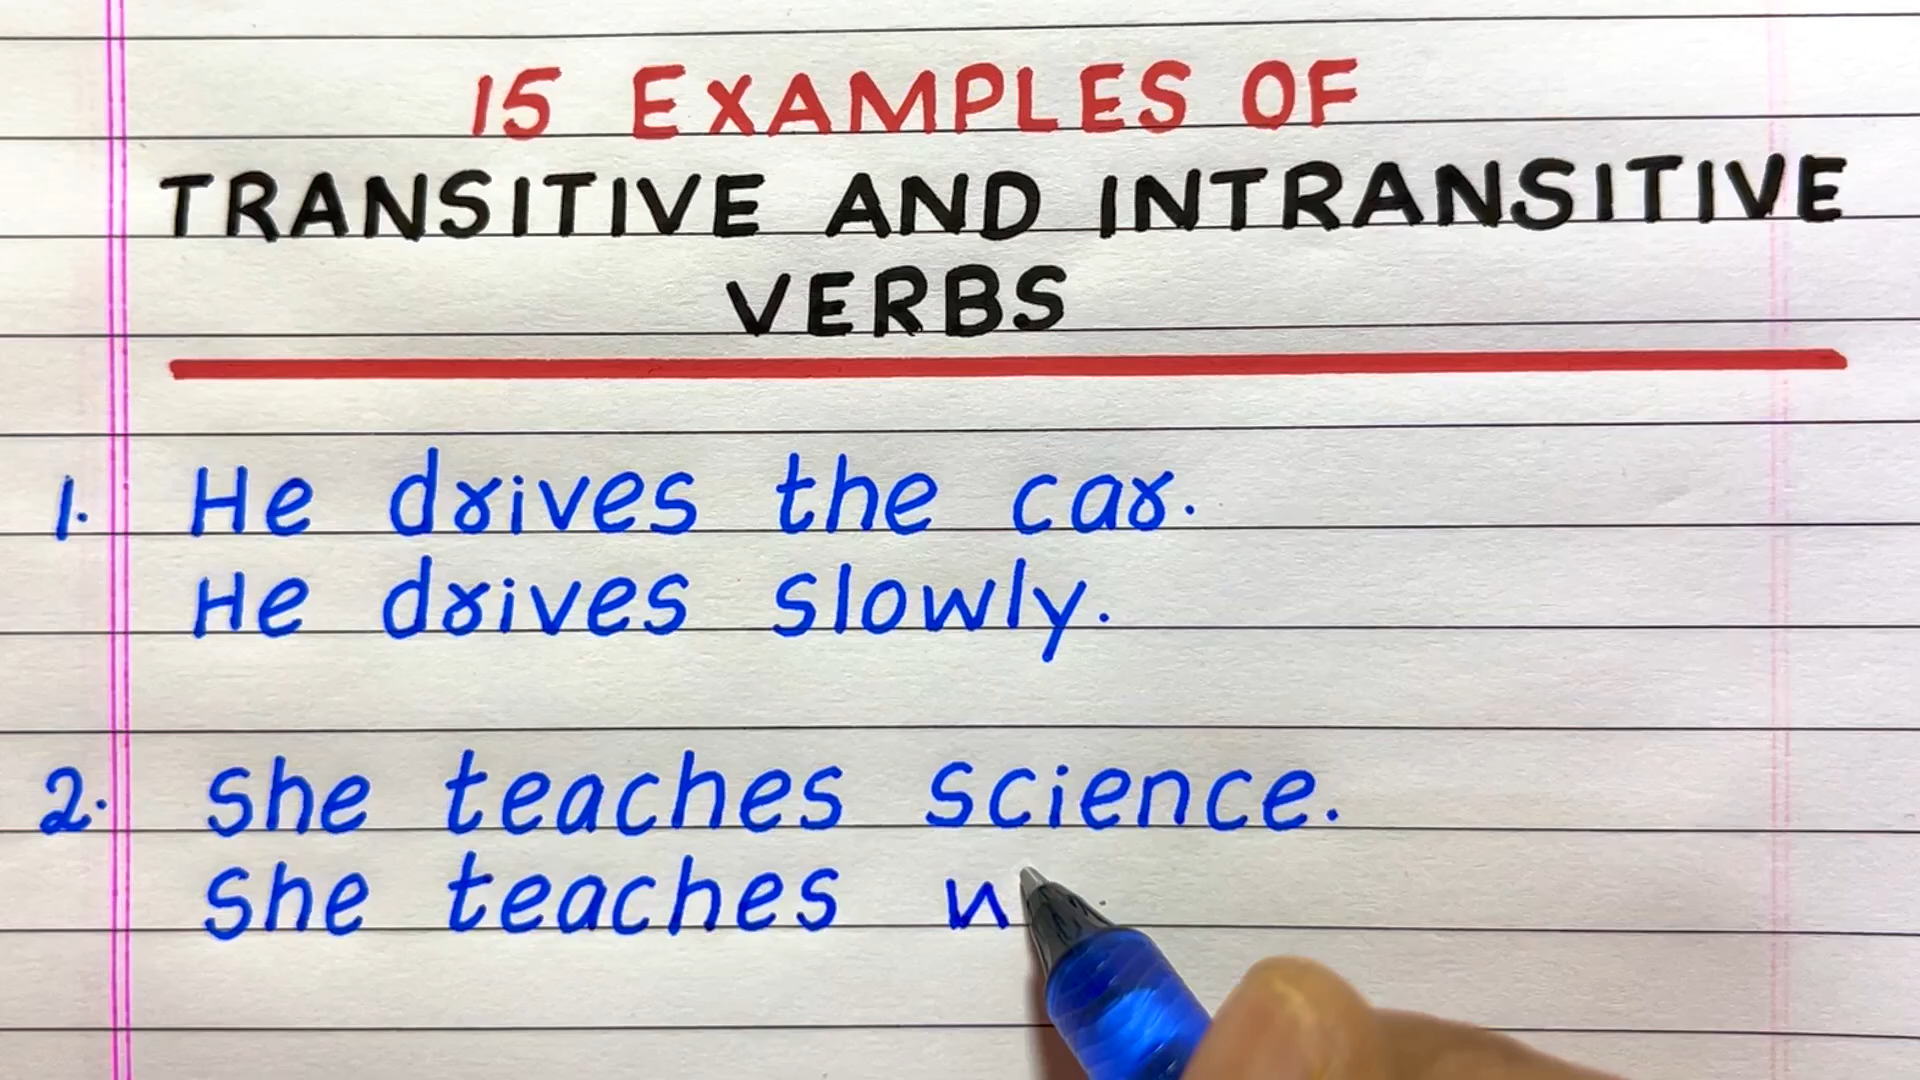 15 EXAMPLES OF
TRANSITIVE AND INTRANSITIVE
VERBS
1. He drives the car.
He drives slowly.
2. She teaches science.
She teaches